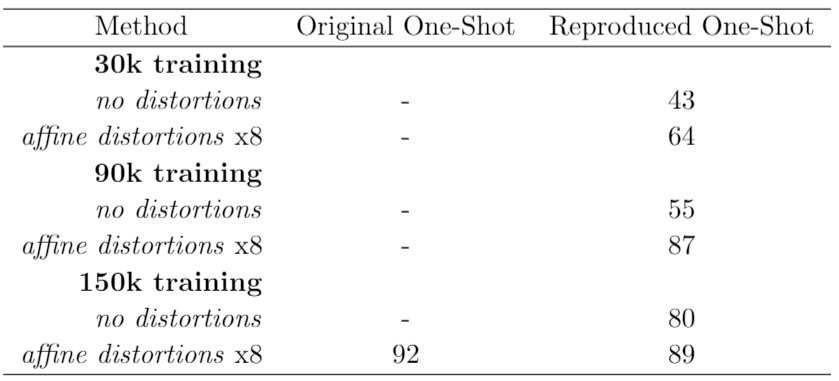 Method Original One-Shot Reproduced One-Shot
30k training
no distortions - 43
affine distortions x8 - 64
90k training
no distortions - 55
affine distortions x8 - 87
150k training
no distortions - 80
affine distortions x8 92 89